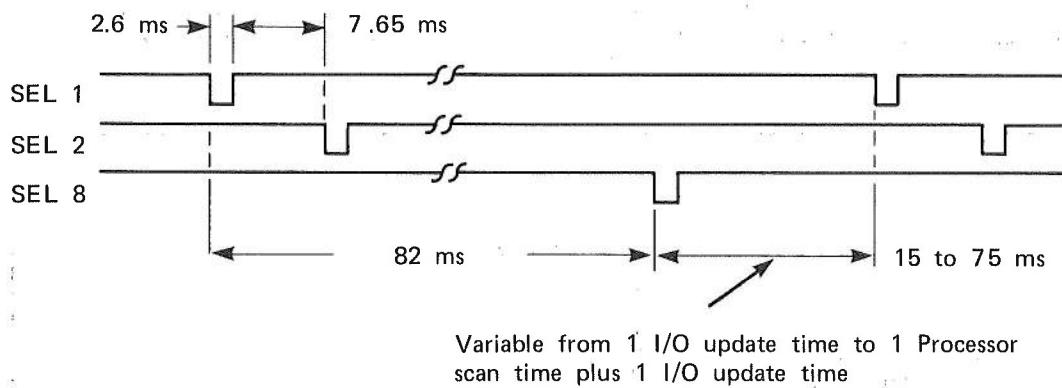 2.6 ms
7.65 ms
SEL 1
SEL 2
SEL 8
82 ms
15 to 75 ms
Variable from 1 I/O update time to 1 Processor
scan time plus 1 I/O update time